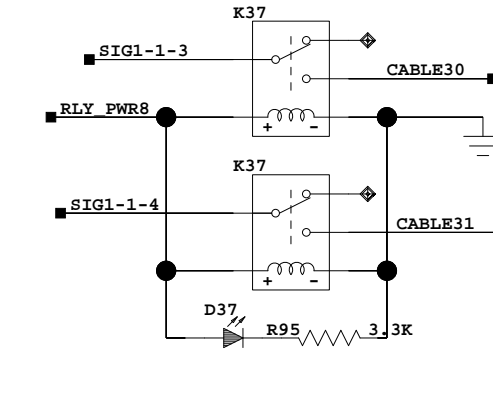 K37
SIG1-1-3
CABLE30
RLY_PWR8
+ -
K37
SIG1-1-4
CABLE31
+ -
D37
R95 3.3K